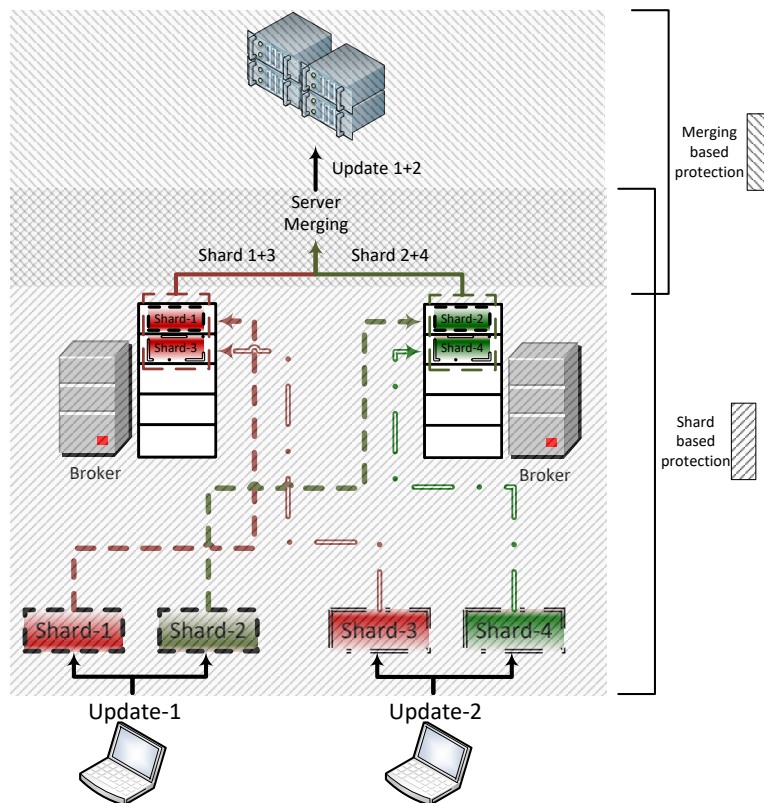 Update 1+2
Server
Merging
Shard 1+3
Shard 2+4
Merging
based
protection
Shard-1
Shard-3
Shard-2
Shard-4
Broker
Broker
Shard
based
protection
Shard-1
Shard-2
Shard-3
Shard-4
Update-1
Update-2